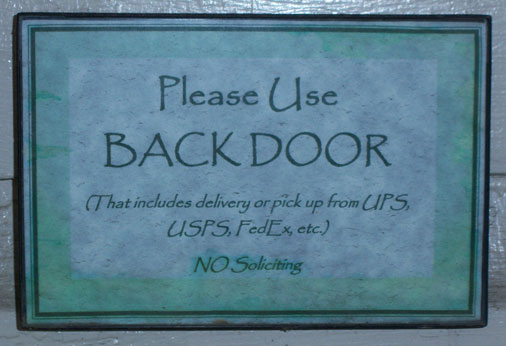 Please Use
BACK DOOR
(That includes delivery or pick up from UPS,
USPS, FedEx, etc.)
NO Soliciting